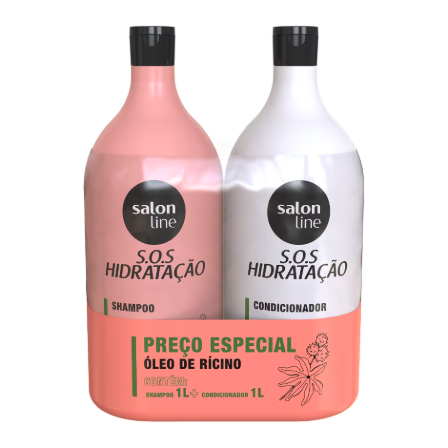 salon
line
S.O.S
HIDRATAÇÃO
SHAMPOO
salon
line
S.O.S
HIDRATAÇÃO
CONDICIONADOR
PREÇO ESPECIAL
ÓLEO DE RÍCINO
CONTÉM:
SHAMPOO 1L+ CONDICIONADOR 1L